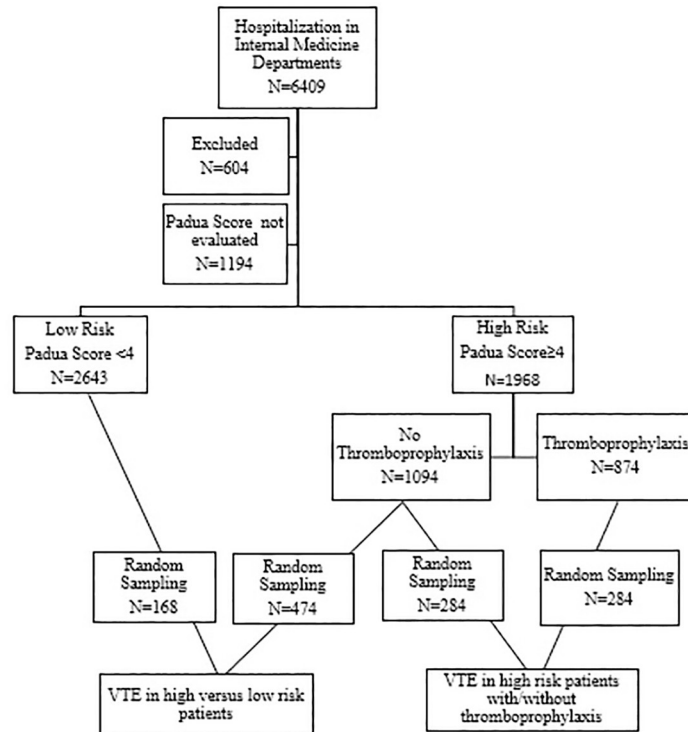 Hospitalization in
Internal Medicine
Departments
N=6409
Excluded
N=604
Padua Score not
evaluated
N=1194
Low Risk
Padua Score <4
N=2643
High Risk
Padua Score≥4
N=1968
No
Thromboprophylaxis
N=1094
Thromboprophylaxis
N=874
Random
Sampling
N=168
Random
Sampling
N=474
Random
Sampling
N=284
Random Sampling
N=284
VTE in high versus low risk
patients
VTE in high risk patients
with/without
thromboprophylaxis